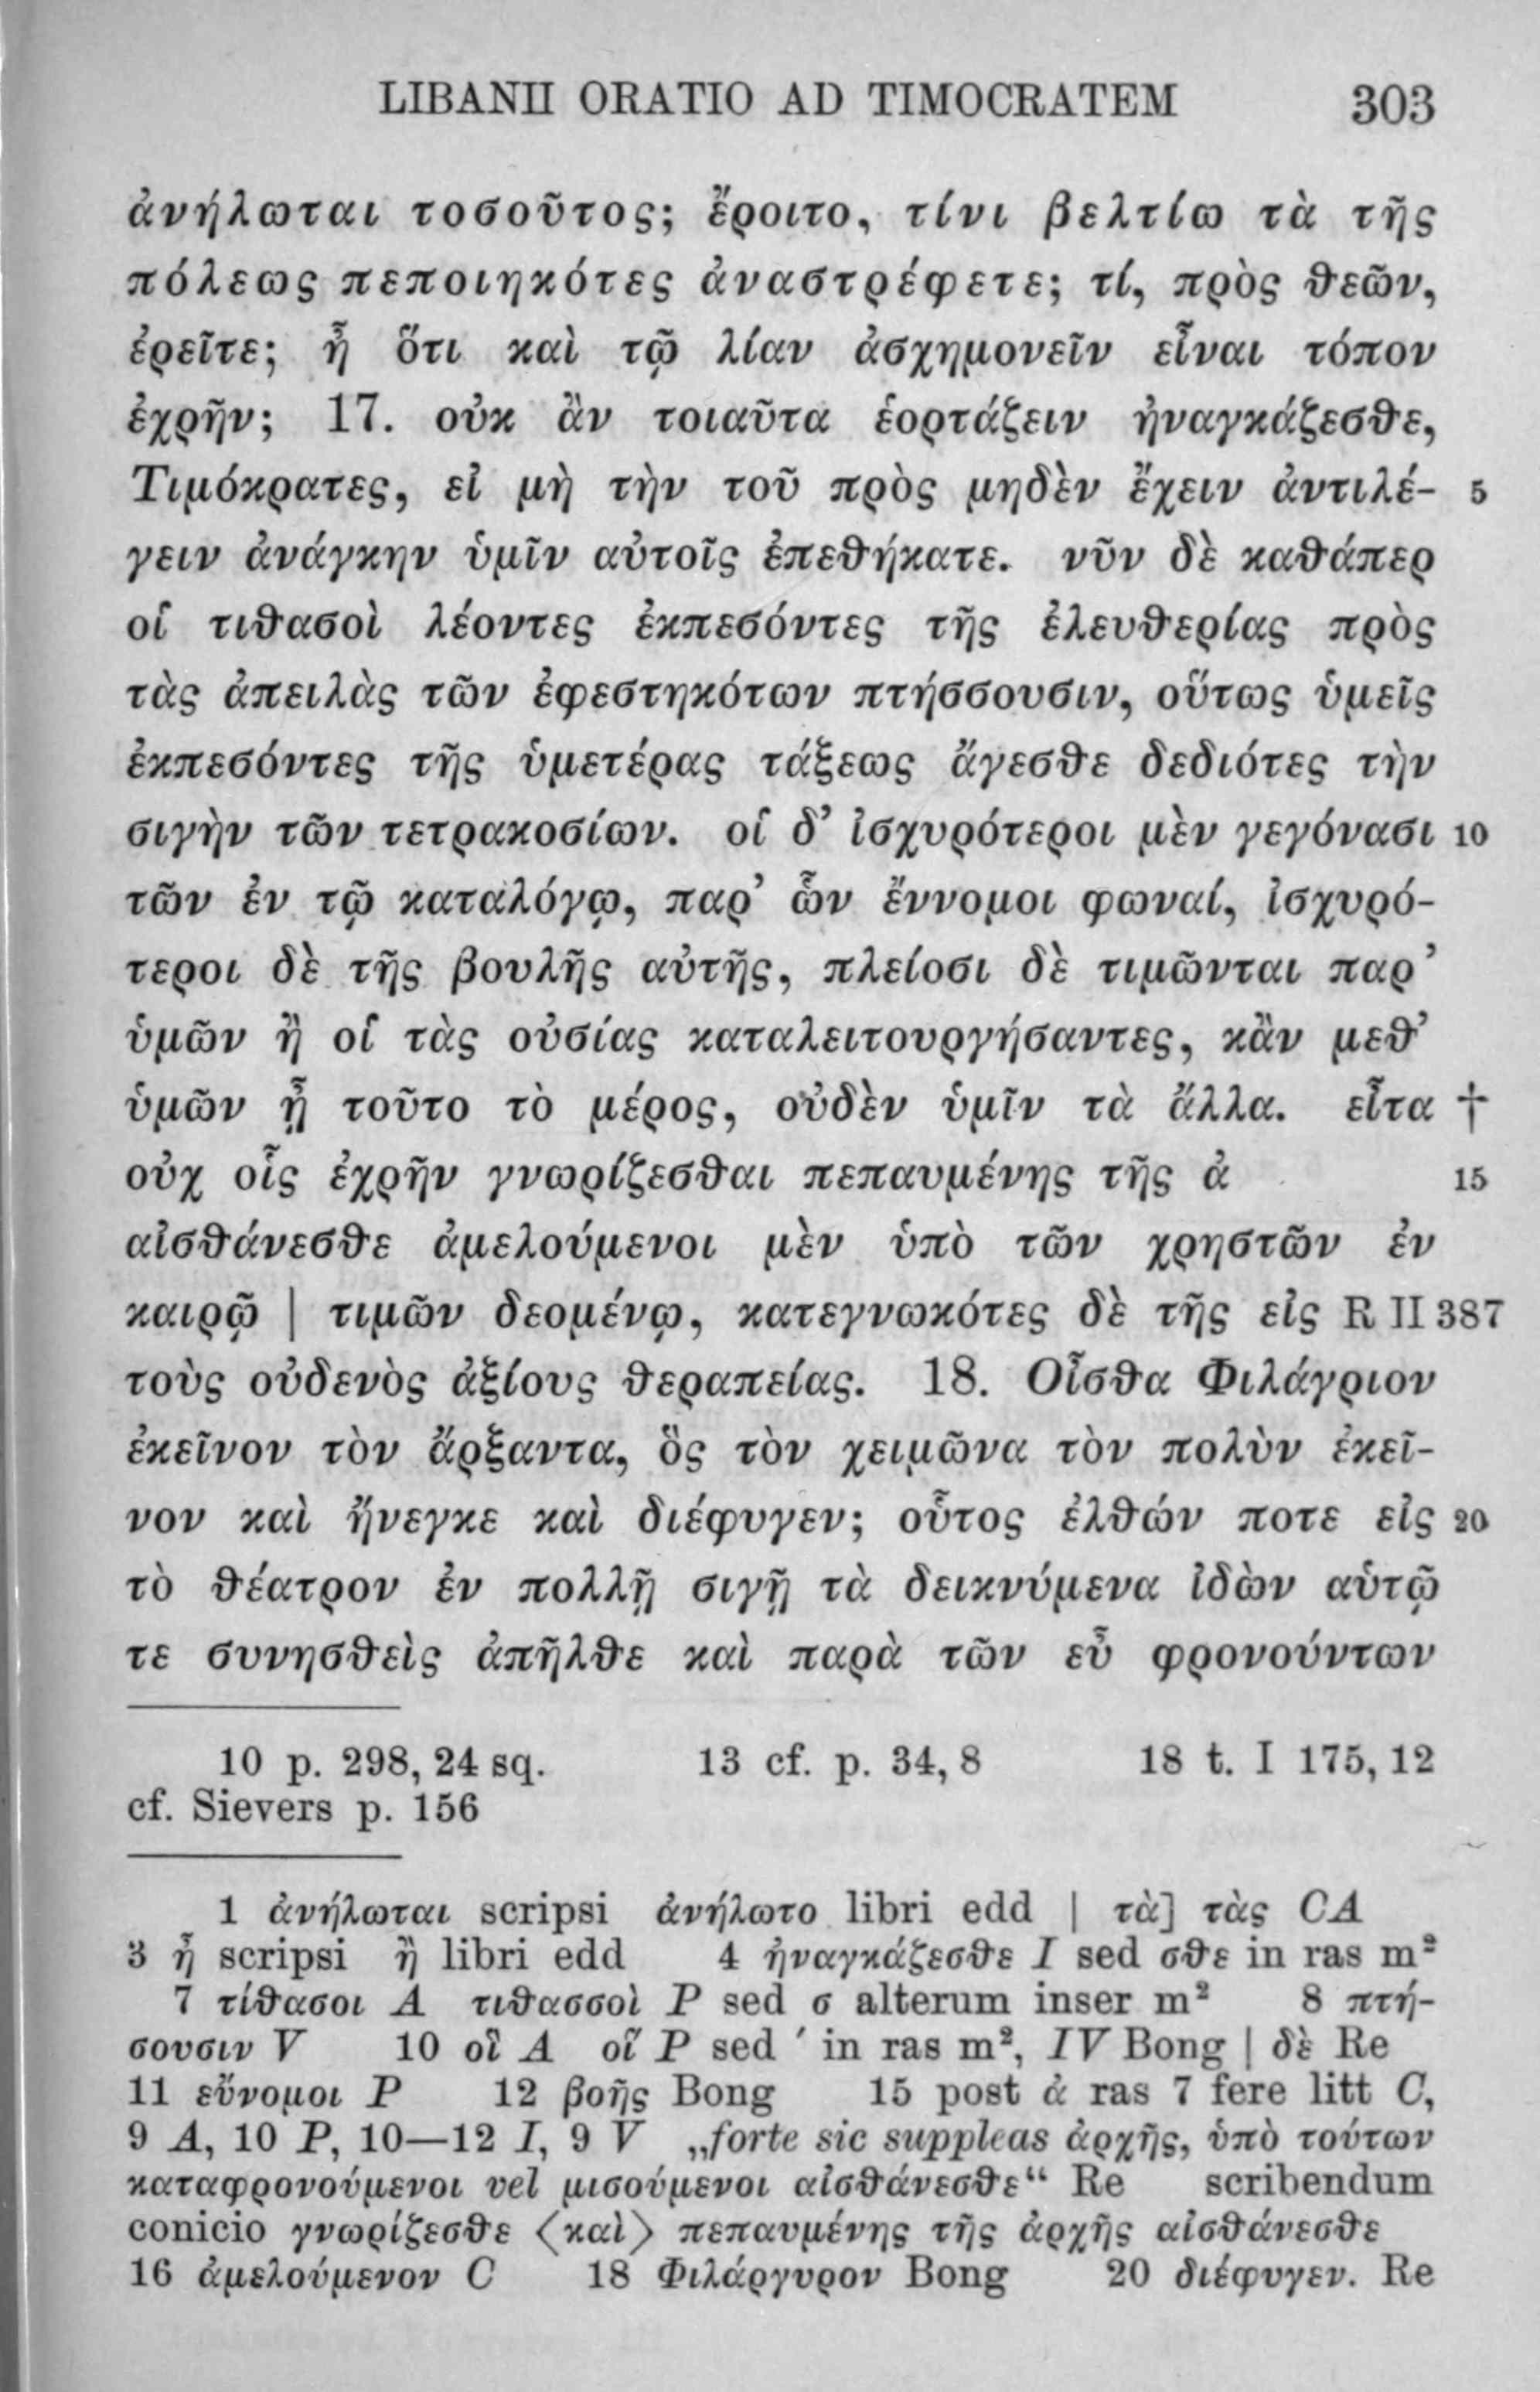 LIBANII ORATIO AD TIMOCRATEM 303
ἀνήλωται τοσοῦτος; ἔροιτο, τίνι βελτίω τὰ τῆς
πόλεως πεποιηκότες ἀναστρέφετε; τί, πρὸς θεῶν,
ἐρεῖτε; ἦ ὅτι καὶ τῷ λίαν ἀσχημονεῖν εἶναι τόπον
ἐχρῆν; 17. οὐκ ἂν τοιαῦτα ἑορτάζειν ἠναγκάζεσθε,
Τιμόκρατες, εἰ μὴ τὴν τοῦ πρὸς μηδὲν ἔχειν ἀντιλέ- 5
γειν ἀνάγκην ὑμῖν αὐτοῖς ἐπεθήκατε. νῦν δὲ καθάπερ
οἱ τιθασοὶ λέοντες ἐκπεσόντες τῆς ἐλευθερίας πρὸς
τὰς ἀπειλὰς τῶν ἐφεστηκότων πτήσσουσιν, οὕτως ὑμεῖς
ἐκπεσόντες τῆς ὑμετέρας τάξεως ἄγεσθε δεδιότες τὴν
σιγὴν τῶν τετρακοσίων. οἱ δ’ ἰσχυρότεροι μὲν γεγόνασι 10
τῶν ἐν τῷ καταλόγῳ, παρ’ ὧν ἔννομοι φωναί, ἰσχυρό-
τεροι δὲ τῆς βουλῆς αὐτῆς, πλείοσι δὲ τιμῶνται παρ’
ὑμῶν ἢ οἱ τὰς οὐσίας καταλειτουργήσαντες, κἂν μεθ’
ὑμῶν ᾖ τοῦτο τὸ μέρος, οὐδὲν ὑμῖν τὰ ἄλλα. εἶτα †
οὐχ οἷς ἐχρῆν γνωρίζεσθαι πεπαυμένης τῆς ἀ 15
αἰσθάνεσθε ἀμελούμενοι μὲν ὑπὸ τῶν χρηστῶν ἐν
καιρῷ | τιμῶν δεομένῳ, κατεγνωκότες δὲ τῆς εἰς R II 387
τοὺς οὐδενὸς ἀξίους θεραπείας. 18. Οἶσθα Φιλάγριον
ἐκεῖνον τὸν ἄρξαντα, ὃς τὸν χειμῶνα τὸν πολὺν ἐκεῖ-
νον καὶ ἤνεγκε καὶ διέφυγεν; οὗτος ἐλθών ποτε εἰς 20
τὸ θέατρον ἐν πολλῇ σιγῇ τὰ δεικνύμενα ἰδὼν αὑτῷ
τε συνησθεὶς ἀπῆλθε καὶ παρὰ τῶν εὖ φρονούντων
10 p. 298, 24 sq. 13 cf. p. 34, 8 18 t. I 175, 12
cf. Sievers p. 156
1 ἀνήλωται scripsi ἀνήλωτο libri edd | τὰ] τὰς CA
3 ἦ scripsi ἢ libri edd 4 ἠναγκάζεσθε I sed σθε in ras m²
7 τίθασοι A τιθασσοὶ P sed σ alterum inser m² 8 πτή-
σουσιν V 10 οἳ A οἵ P sed ´ in ras m², IV Bong | δὲ Re
11 εὔνομοι P 12 βοῆς Bong 15 post ἀ ras 7 fere litt C,
9 A, 10 P, 10—12 I, 9 V „forte sic suppleas ἀρχῆς, ὑπὸ τούτων
καταφρονούμενοι vel μισούμενοι αἰσθάνεσθε“ Re scribendum
conicio γνωρίζεσθε ⟨καὶ⟩ πεπαυμένης τῆς ἀρχῆς αἰσθάνεσθε
16 ἀμελούμενον C 18 Φιλάργυρον Bong 20 διέφυγεν. Re